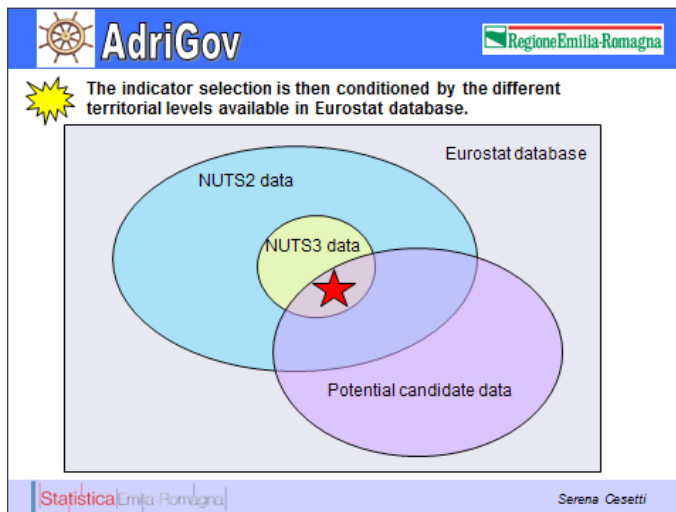 AdriGov
RegioneEmilia-Romagna
The indicator selection is then conditioned by the different
territorial levels available in Eurostat database.
Eurostat database
NUTS2 data
NUTS3 data
Potential candidate data
Statistica Emilia Romagna
Serena Cesetti